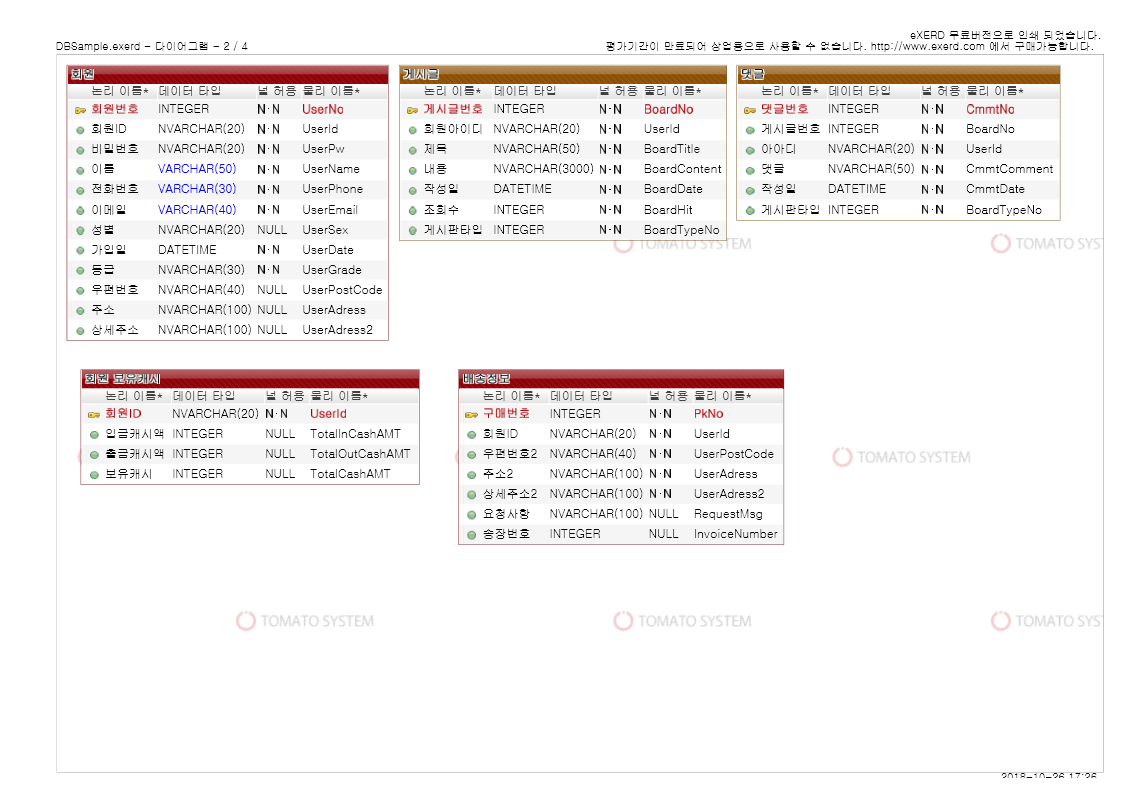 eXERD 무료버전으로 인쇄 되었습니다.
DBSample.exerd - 다이어그램 - 2 / 4
평가기간이 만료되어 상업용으로 사용할 수 없습니다. http://www.exerd.com 에서 구매가능합니다.
회원
논리 이름* 데이터 타입 널 허용 물리 이름*
회원번호 INTEGER N·N UserNo
회원ID NVARCHAR(20) N·N UserId
비밀번호 NVARCHAR(20) N·N UserPw
이름 VARCHAR(50) N·N UserName
전화번호 VARCHAR(30) N·N UserPhone
이메일 VARCHAR(40) N·N UserEmail
성별 NVARCHAR(20) NULL UserSex
가입일 DATETIME N·N UserDate
등급 NVARCHAR(30) N·N UserGrade
우편번호 NVARCHAR(40) NULL UserPostCode
주소 NVARCHAR(100) NULL UserAdress
상세주소 NVARCHAR(100) NULL UserAdress2
게시글
논리 이름* 데이터 타입 널 허용 물리 이름*
게시글번호 INTEGER N·N BoardNo
회원아이디 NVARCHAR(20) N·N UserId
제목 NVARCHAR(50) N·N BoardTitle
내용 NVARCHAR(3000) N·N BoardContent
작성일 DATETIME N·N BoardDate
조회수 INTEGER N·N BoardHit
게시판타입 INTEGER N·N BoardTypeNo
댓글
논리 이름* 데이터 타입 널 허용 물리 이름*
댓글번호 INTEGER N·N CmmtNo
게시글번호 INTEGER N·N BoardNo
아아디 NVARCHAR(20) N·N UserId
댓글 NVARCHAR(50) N·N CmmtComment
작성일 DATETIME N·N CmmtDate
게시판타입 INTEGER N·N BoardTypeNo
TOMATO SYSTEM
TOMATO SYS
회원 보유캐시
논리 이름* 데이터 타입 널 허용 물리 이름*
회원ID NVARCHAR(20) N·N UserId
입금캐시액 INTEGER NULL TotalInCashAMT
출금캐시액 INTEGER NULL TotalOutCashAMT
보유캐시 INTEGER NULL TotalCashAMT
배송정보
논리 이름* 데이터 타입 널 허용 물리 이름*
구매번호 INTEGER N·N PkNo
회원ID NVARCHAR(20) N·N UserId
우편번호2 NVARCHAR(40) N·N UserPostCode
주소2 NVARCHAR(100) N·N UserAdress
상세주소2 NVARCHAR(100) N·N UserAdress2
요청사항 NVARCHAR(100) NULL RequestMsg
송장번호 INTEGER NULL InvoiceNumber
TOMATO SYSTEM
TOMATO SYSTEM
TOMATO SYSTEM
TOMATO SYS
2018-10-26 17:26